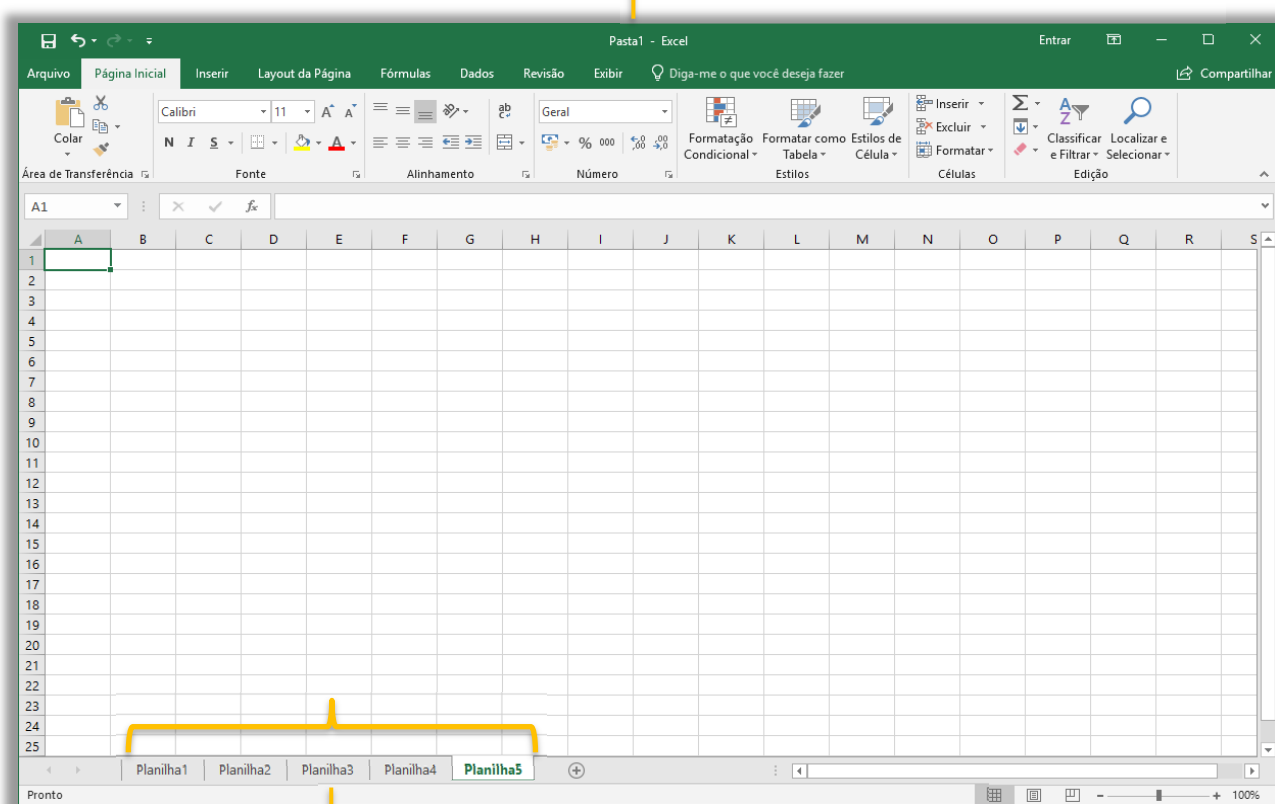 Pasta1 - Excel
Entrar
Arquivo Página Inicial Inserir Layout da Página Fórmulas Dados Revisão Exibir Diga-me o que você deseja fazer Compartilhar
Colar
Área de Transferência
Calibri 11
N I S
Fonte
Alinhamento
Geral
% 000
Número
Formatação Condicional
Formatar como Tabela
Estilos de Célula
Estilos
Inserir
Excluir
Formatar
Células
Classificar e Filtrar
Localizar e Selecionar
Edição
A1 fx
A B C D E F G H I J K L M N O P Q R S
1
2
3
4
5
6
7
8
9
10
11
12
13
14
15
16
17
18
19
20
21
22
23
24
25
Planilha1 Planilha2 Planilha3 Planilha4 Planilha5
Pronto
100%